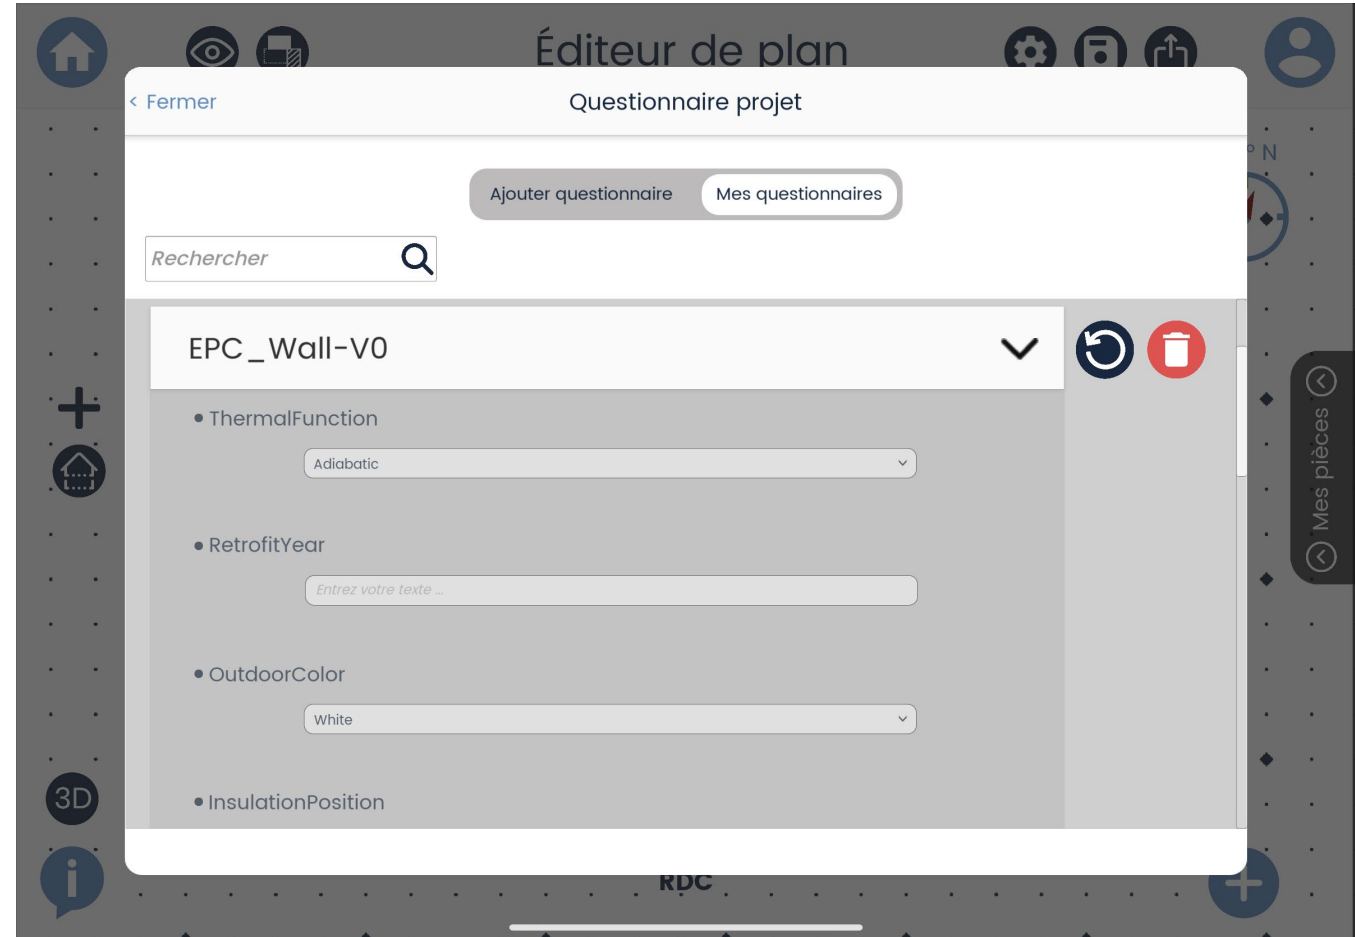 Éditeur de plan
< Fermer
Questionnaire projet
° N
Ajouter questionnaire
Mes questionnaires
Rechercher
EPC_Wall-V0
• ThermalFunction
Adiabatic
• RetrofitYear
Entrez votre texte ...
• OutdoorColor
White
• InsulationPosition
Mes pièces
3D
i
RDC